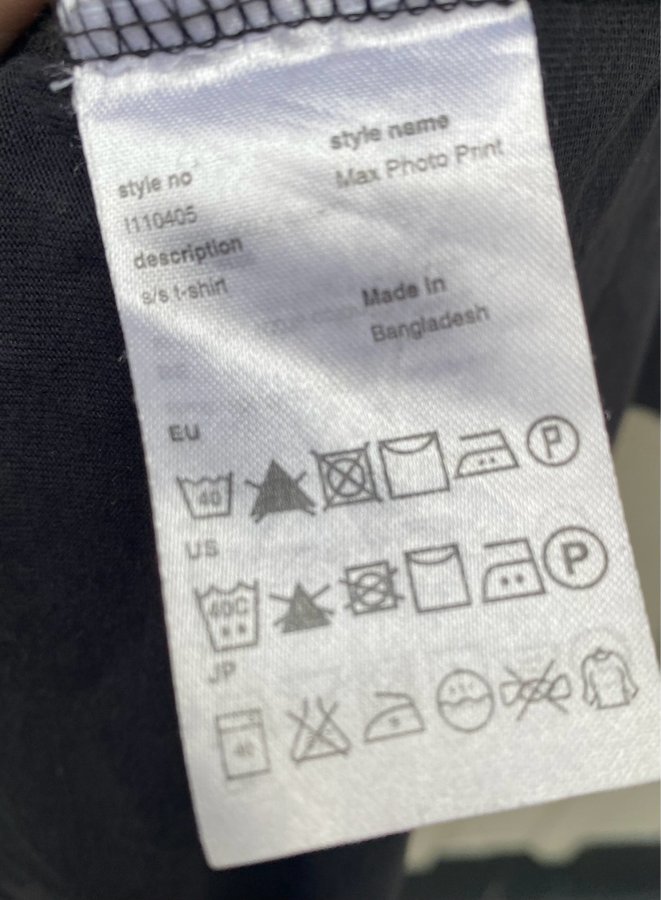 style no
I110405
description
s/s t-shirt
style name
Max Photo Print
Made in
Bangladesh
EU
40
P
US
40C
P
JP
40